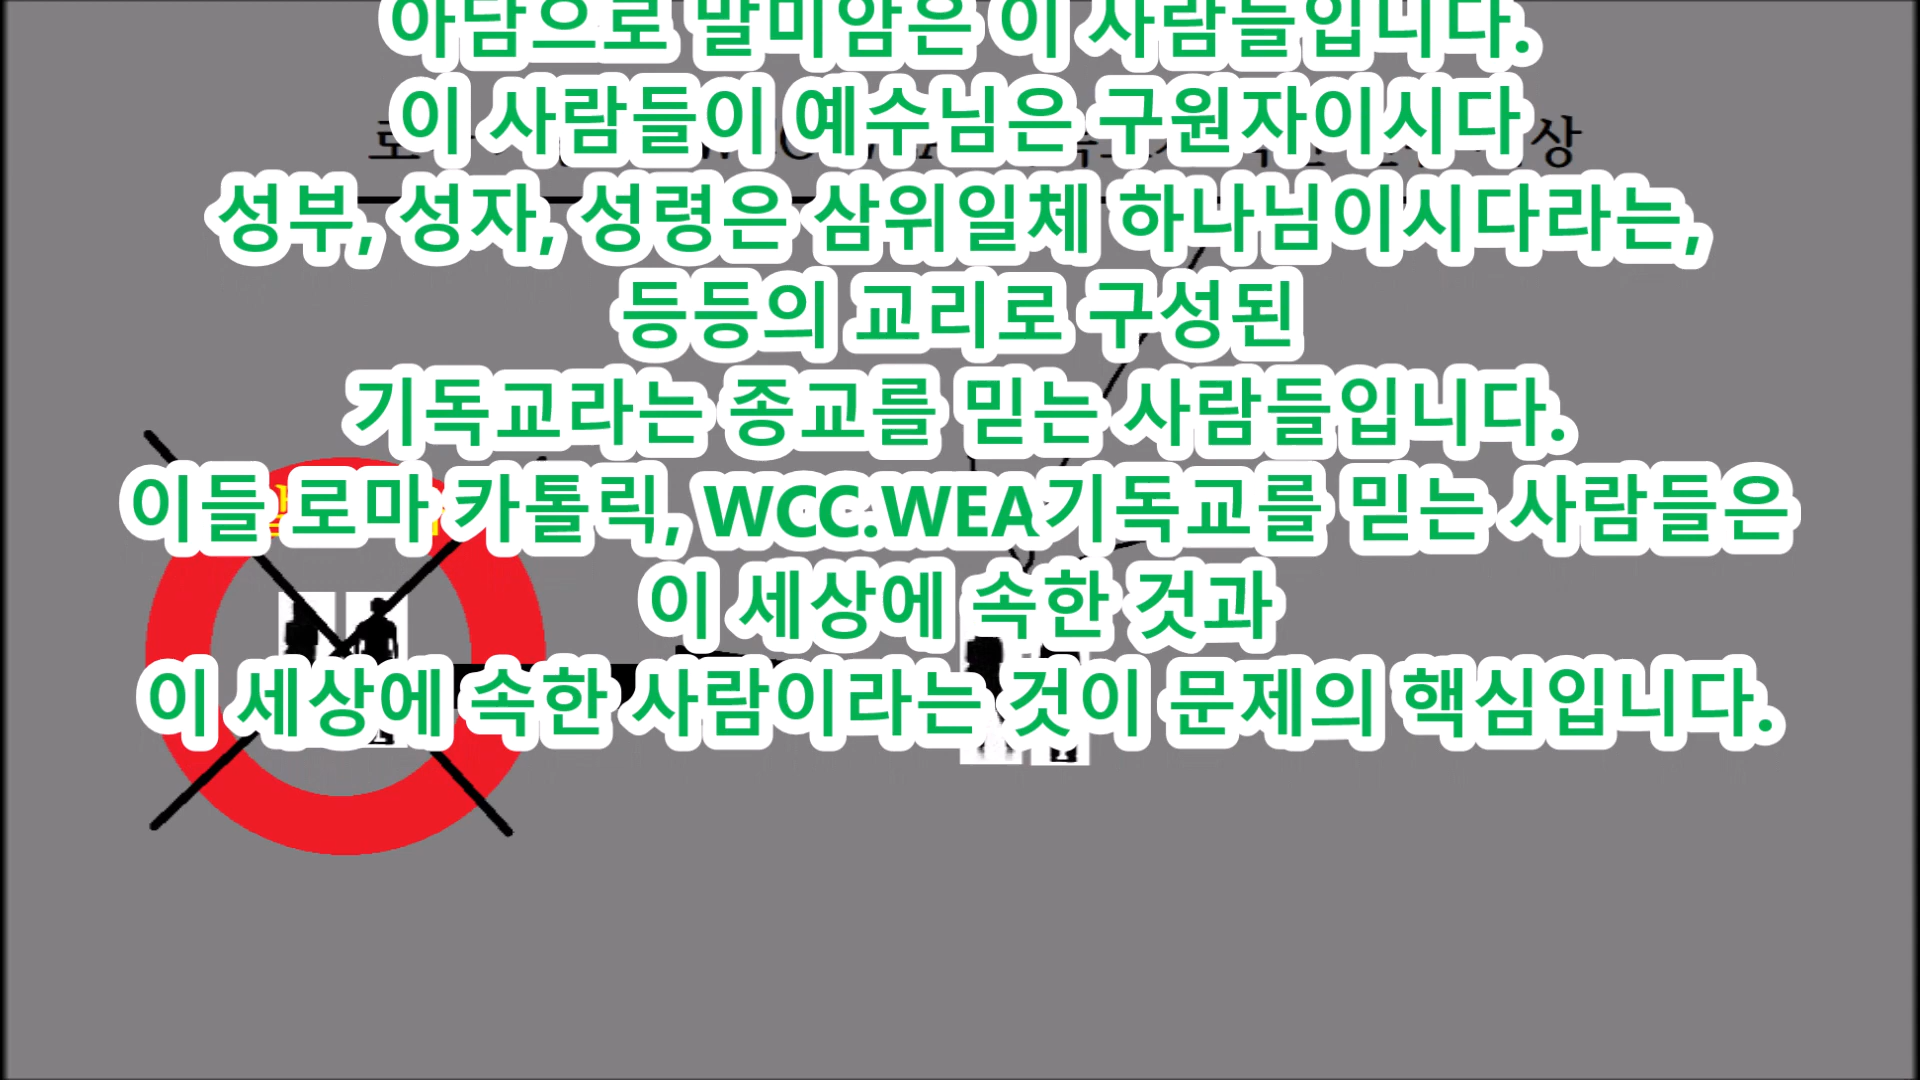 아담으로 말미암은 이 사람들입니다.
이 사람들이 예수님은 구원자이시다
성부, 성자, 성령은 삼위일체 하나님이시다라는,
등등의 교리로 구성된
기독교라는 종교를 믿는 사람들입니다.
이들 로마 카톨릭, WCC.WEA기독교를 믿는 사람들은
이 세상에 속한 것과
이 세상에 속한 사람이라는 것이 문제의 핵심입니다.